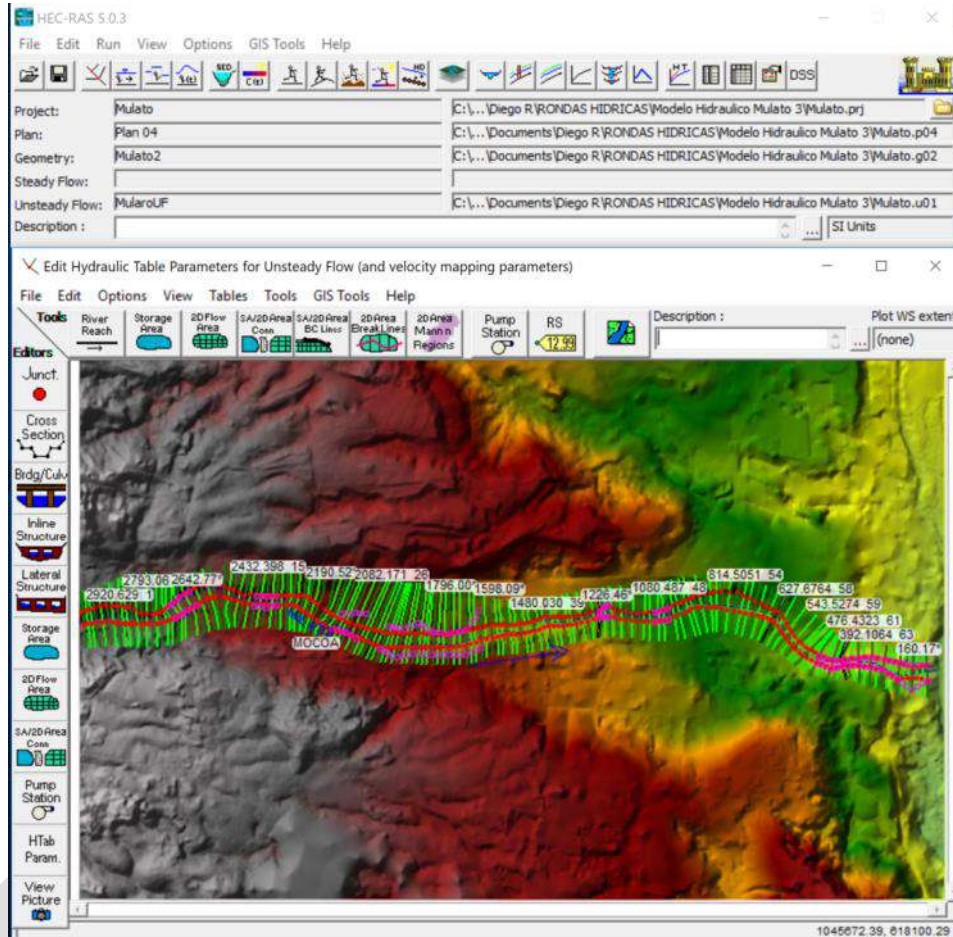 HEC-RAS 5.0.3
File Edit Run View Options GIS Tools Help
SED C(t) HD HT DSS
Project: Mulato C:\...\Diego R\RONDAS HIDRICAS\Modelo Hidraulico Mulato 3\Mulato.prj
Plan: Plan 04 C:\...\Documents\Diego R\RONDAS HIDRICAS\Modelo Hidraulico Mulato 3\Mulato.p04
Geometry: Mulato2 C:\...\Documents\Diego R\RONDAS HIDRICAS\Modelo Hidraulico Mulato 3\Mulato.g02
Steady Flow:
Unsteady Flow: MularoUF C:\...\Documents\Diego R\RONDAS HIDRICAS\Modelo Hidraulico Mulato 3\Mulato.u01
Description : ... SI Units
Edit Hydraulic Table Parameters for Unsteady Flow (and velocity mapping parameters)
File Edit Options View Tables Tools GIS Tools Help
Tools River Reach Storage Area 2D Flow Area SA/2D Area Conn SA/2D Area BC Lines 2D Area BreakLines 2D Area Mann n Regions Pump Station RS 12.99 Description : ... Plot WS extent
(none)
Editors
Junct.
Cross Section
Brdg/Culv
Inline Structure
Lateral Structure
Storage Area
2D Flow Area
SA/2D Area Conn
Pump Station
HTab Param.
View Picture
2920.629 1
2793.06
2642.77*
2432.398 15
2190.52*
2082.171 26
1796.00*
1598.09*
1480.030 39
1226.46*
1080.487 48
814.5051 54
627.6764 58
543.5274 59
476.4323 61
392.1064 63
160.17*
MOCOA
1045672.39, 618100.29